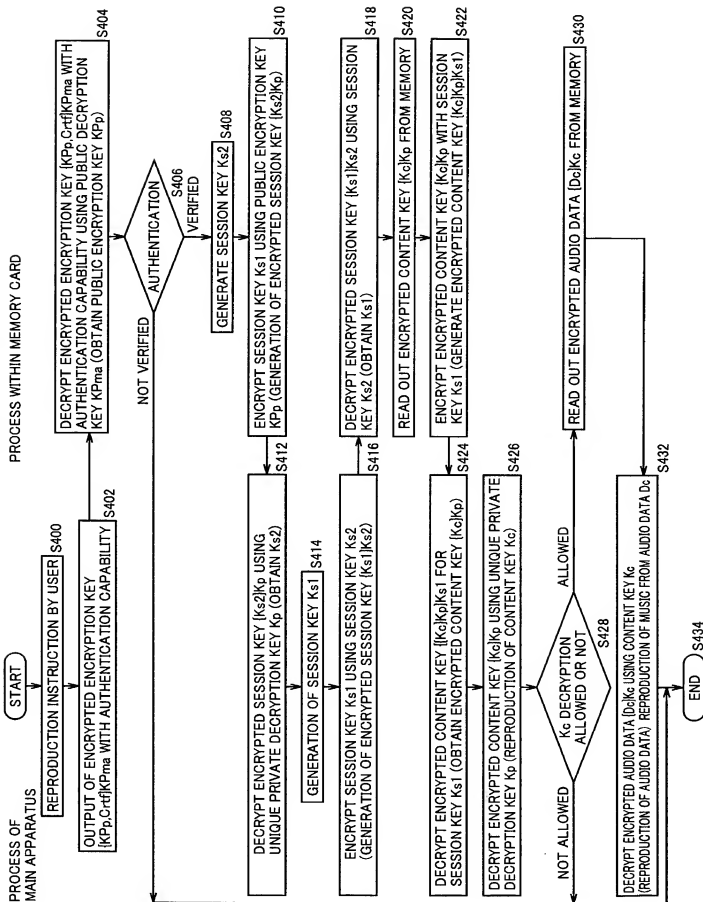 PROCESS OF
MAIN APPARATUS
PROCESS WITHIN MEMORY CARD
START
REPRODUCTION INSTRUCTION BY USER
S400
OUTPUT OF ENCRYPTED ENCRYPTION KEY
{KPp,Crtf}KPma WITH AUTHENTICATION CAPABILITY
S402
DECRYPT ENCRYPTED ENCRYPTION KEY {KPp,Crtf}KPma WITH
AUTHENTICATION CAPABILITY USING PUBLIC DECRYPTION
KEY KPma (OBTAIN PUBLIC ENCRYPTION KEY KPp)
S404
AUTHENTICATION
S406
NOT VERIFIED
VERIFIED
GENERATE SESSION KEY Ks2
S408
ENCRYPT SESSION KEY Ks1 USING PUBLIC ENCRYPTION KEY
KPp (GENERATION OF ENCRYPTED SESSION KEY {Ks2}Kp)
S410
DECRYPT ENCRYPTED SESSION KEY {Ks2}Kp USING
UNIQUE PRIVATE DECRYPTION KEY Kp (OBTAIN Ks2)
S412
GENERATION OF SESSION KEY Ks1
S414
ENCRYPT SESSION KEY Ks1 USING SESSION KEY Ks2
(GENERATION OF ENCRYPTED SESSION KEY {Ks1}Ks2)
S416
DECRYPT ENCRYPTED SESSION KEY {Ks1}Ks2 USING SESSION
KEY Ks2 (OBTAIN Ks1)
S418
READ OUT ENCRYPTED CONTENT KEY {Kc}Kp FROM MEMORY
S420
ENCRYPT ENCRYPTED CONTENT KEY {Kc}Kp WITH SESSION
KEY Ks1 (GENERATE ENCRYPTED CONTENT KEY {Kc}Kp}Ks1)
S422
DECRYPT ENCRYPTED CONTENT KEY {{Kc}Kp}Ks1 FOR
SESSION KEY Ks1 (OBTAIN ENCRYPTED CONTENT KEY {Kc}Kp)
S424
DECRYPT ENCRYPTED CONTENT KEY {Kc}Kp USING UNIQUE PRIVATE
DECRYPTION KEY Kp (REPRODUCTION OF CONTENT KEY Kc)
S426
Kc DECRYPTION
ALLOWED OR NOT
S428
NOT ALLOWED
ALLOWED
READ OUT ENCRYPTED AUDIO DATA {Dc}Kc FROM MEMORY
S430
DECRYPT ENCRYPTED AUDIO DATA {Dc}Kc USING CONTENT KEY Kc
(REPRODUCTION OF AUDIO DATA) REPRODUCTION OF MUSIC FROM AUDIO DATA Dc
S432
END
S434